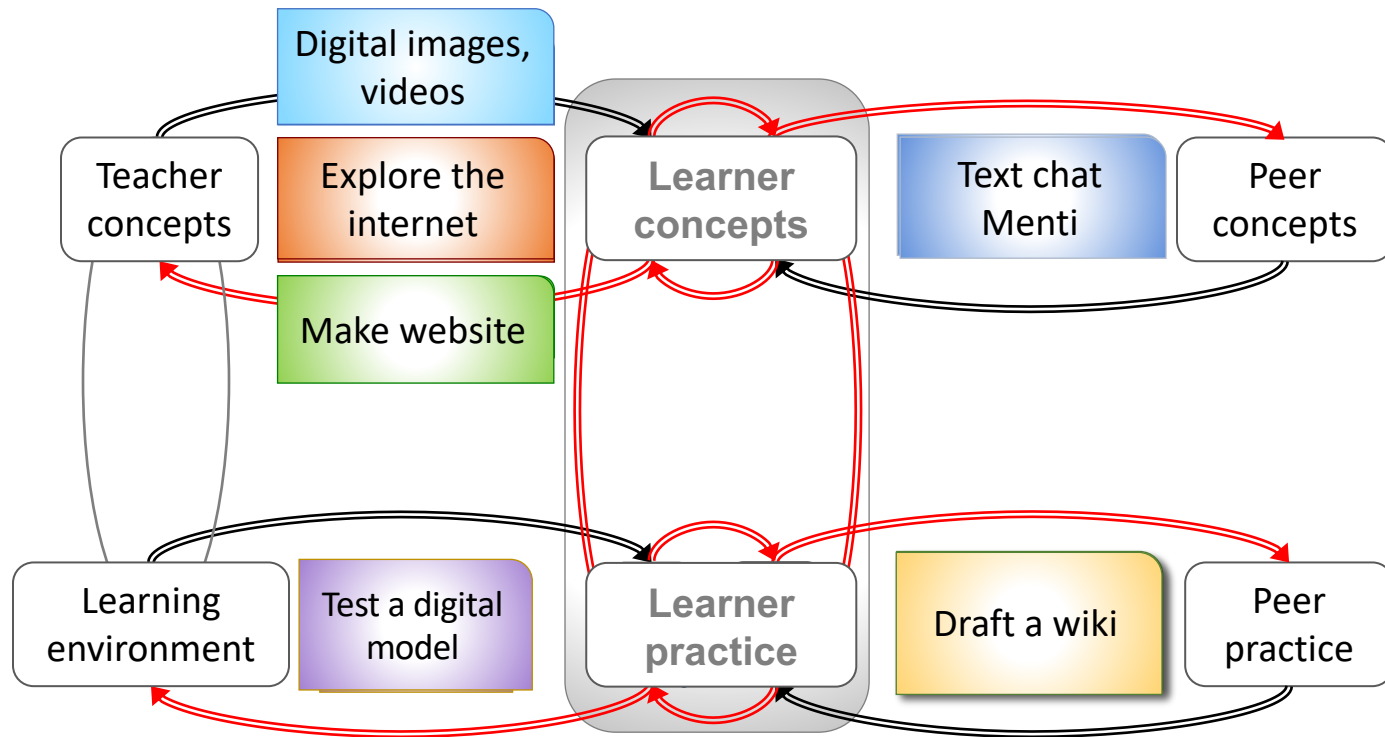 Digital images,
videos
Teacher
concepts
Explore the
internet
Learner
concepts
Text chat
Menti
Peer
concepts
Make website
Learning
environment
Test a digital
model
Learner
practice
Draft a wiki
Peer
practice